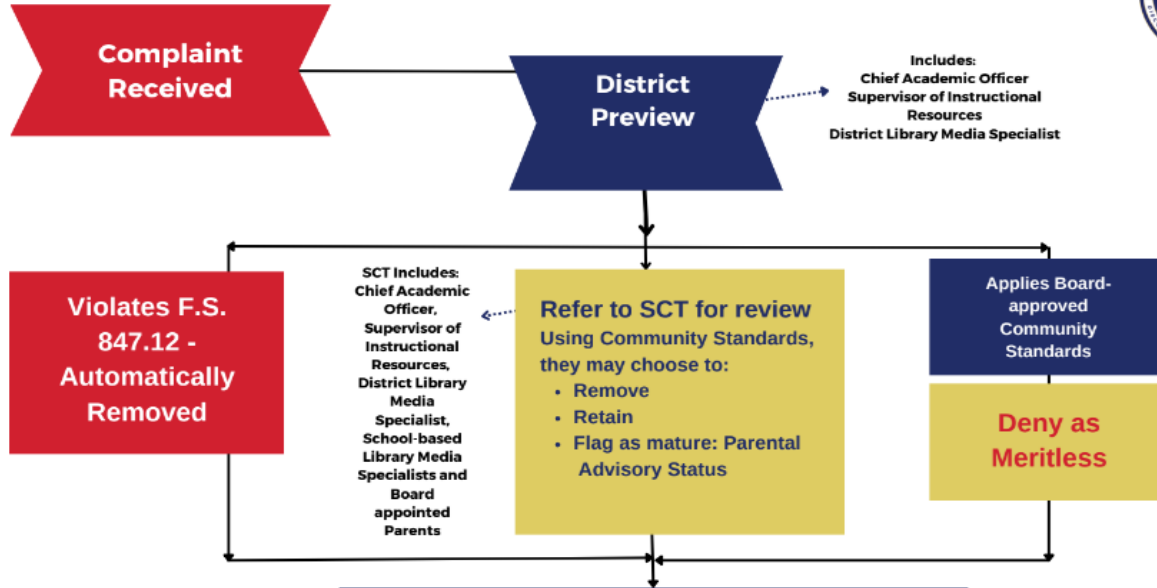 Complaint
Received
District
Preview
Includes:
Chief Academic Officer
Supervisor of Instructional
Resources
District Library Media Specialist
Violates F.S.
847.12 -
Automatically
Removed
SCT Includes:
Chief Academic
Officer,
Supervisor of
Instructional
Resources,
District Library
Media
Specialist,
School-based
Library Media
Specialists and
Board
appointed
Parents
Refer to SCT for review
Using Community Standards,
they may choose to:
• Remove
• Retain
• Flag as mature: Parental
Advisory Status
Applies Board-
approved
Community
Standards
Deny as
Meritless